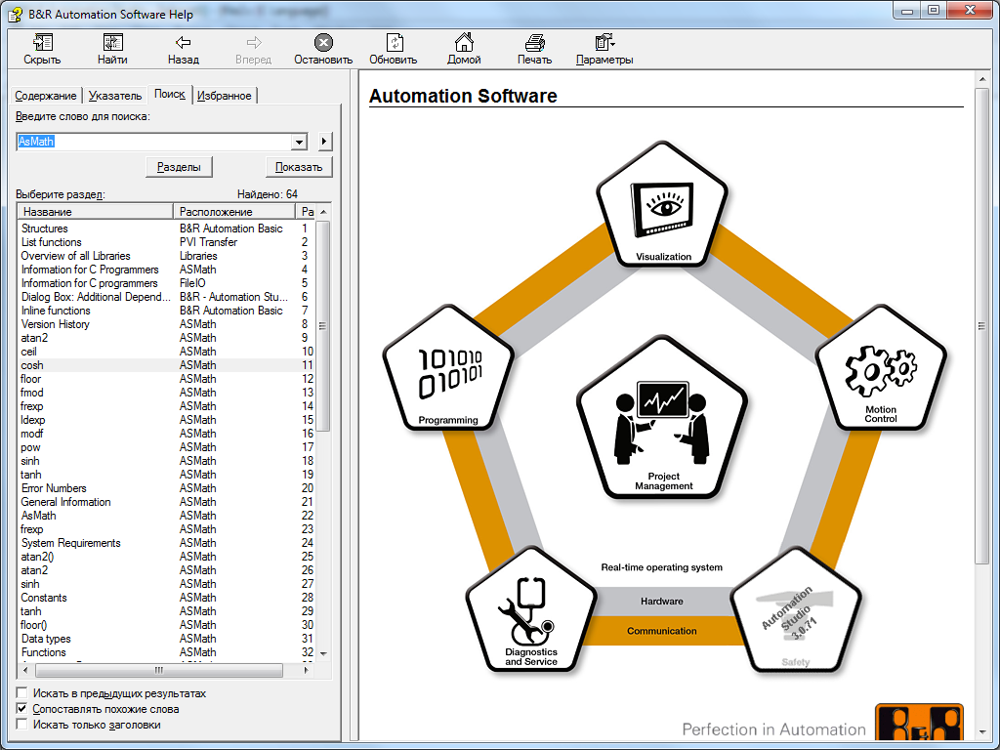 B&R Automation Software Help
Скрыть Найти Назад Вперед Остановить Обновить Домой Печать Параметры
Содержание Указатель Поиск Избранное
Введите слово для поиска:
AsMath
Разделы Показать
Выберите раздел: Найдено: 64
Название Расположение Ра
Structures B&R Automation Basic 1
List functions PVI Transfer 2
Overview of all Libraries Libraries 3
Information for C Programmers ASMath 4
Information for C programmers FileIO 5
Dialog Box: Additional Depend... B&R - Automation Stu... 6
Inline functions B&R Automation Basic 7
Version History ASMath 8
atan2 ASMath 9
ceil ASMath 10
cosh ASMath 11
floor ASMath 12
fmod ASMath 13
frexp ASMath 14
ldexp ASMath 15
modf ASMath 16
pow ASMath 17
sinh ASMath 18
tanh ASMath 19
Error Numbers ASMath 20
General Information ASMath 21
AsMath ASMath 22
frexp ASMath 23
System Requirements ASMath 24
atan2() ASMath 25
atan2 ASMath 26
sinh ASMath 27
Constants ASMath 28
tanh ASMath 29
floor() ASMath 30
Data types ASMath 31
Functions ASMath 32
Искать в предыдущих результатах
Сопоставлять похожие слова
Искать только заголовки
Automation Software
Visualization
101010
010101
Programming
Motion
Control
Project
Management
Real-time operating system
Hardware
Communication
Diagnostics
and Service
Automation
Studio
3.0.71
Safety
Perfection in Automation
B&R